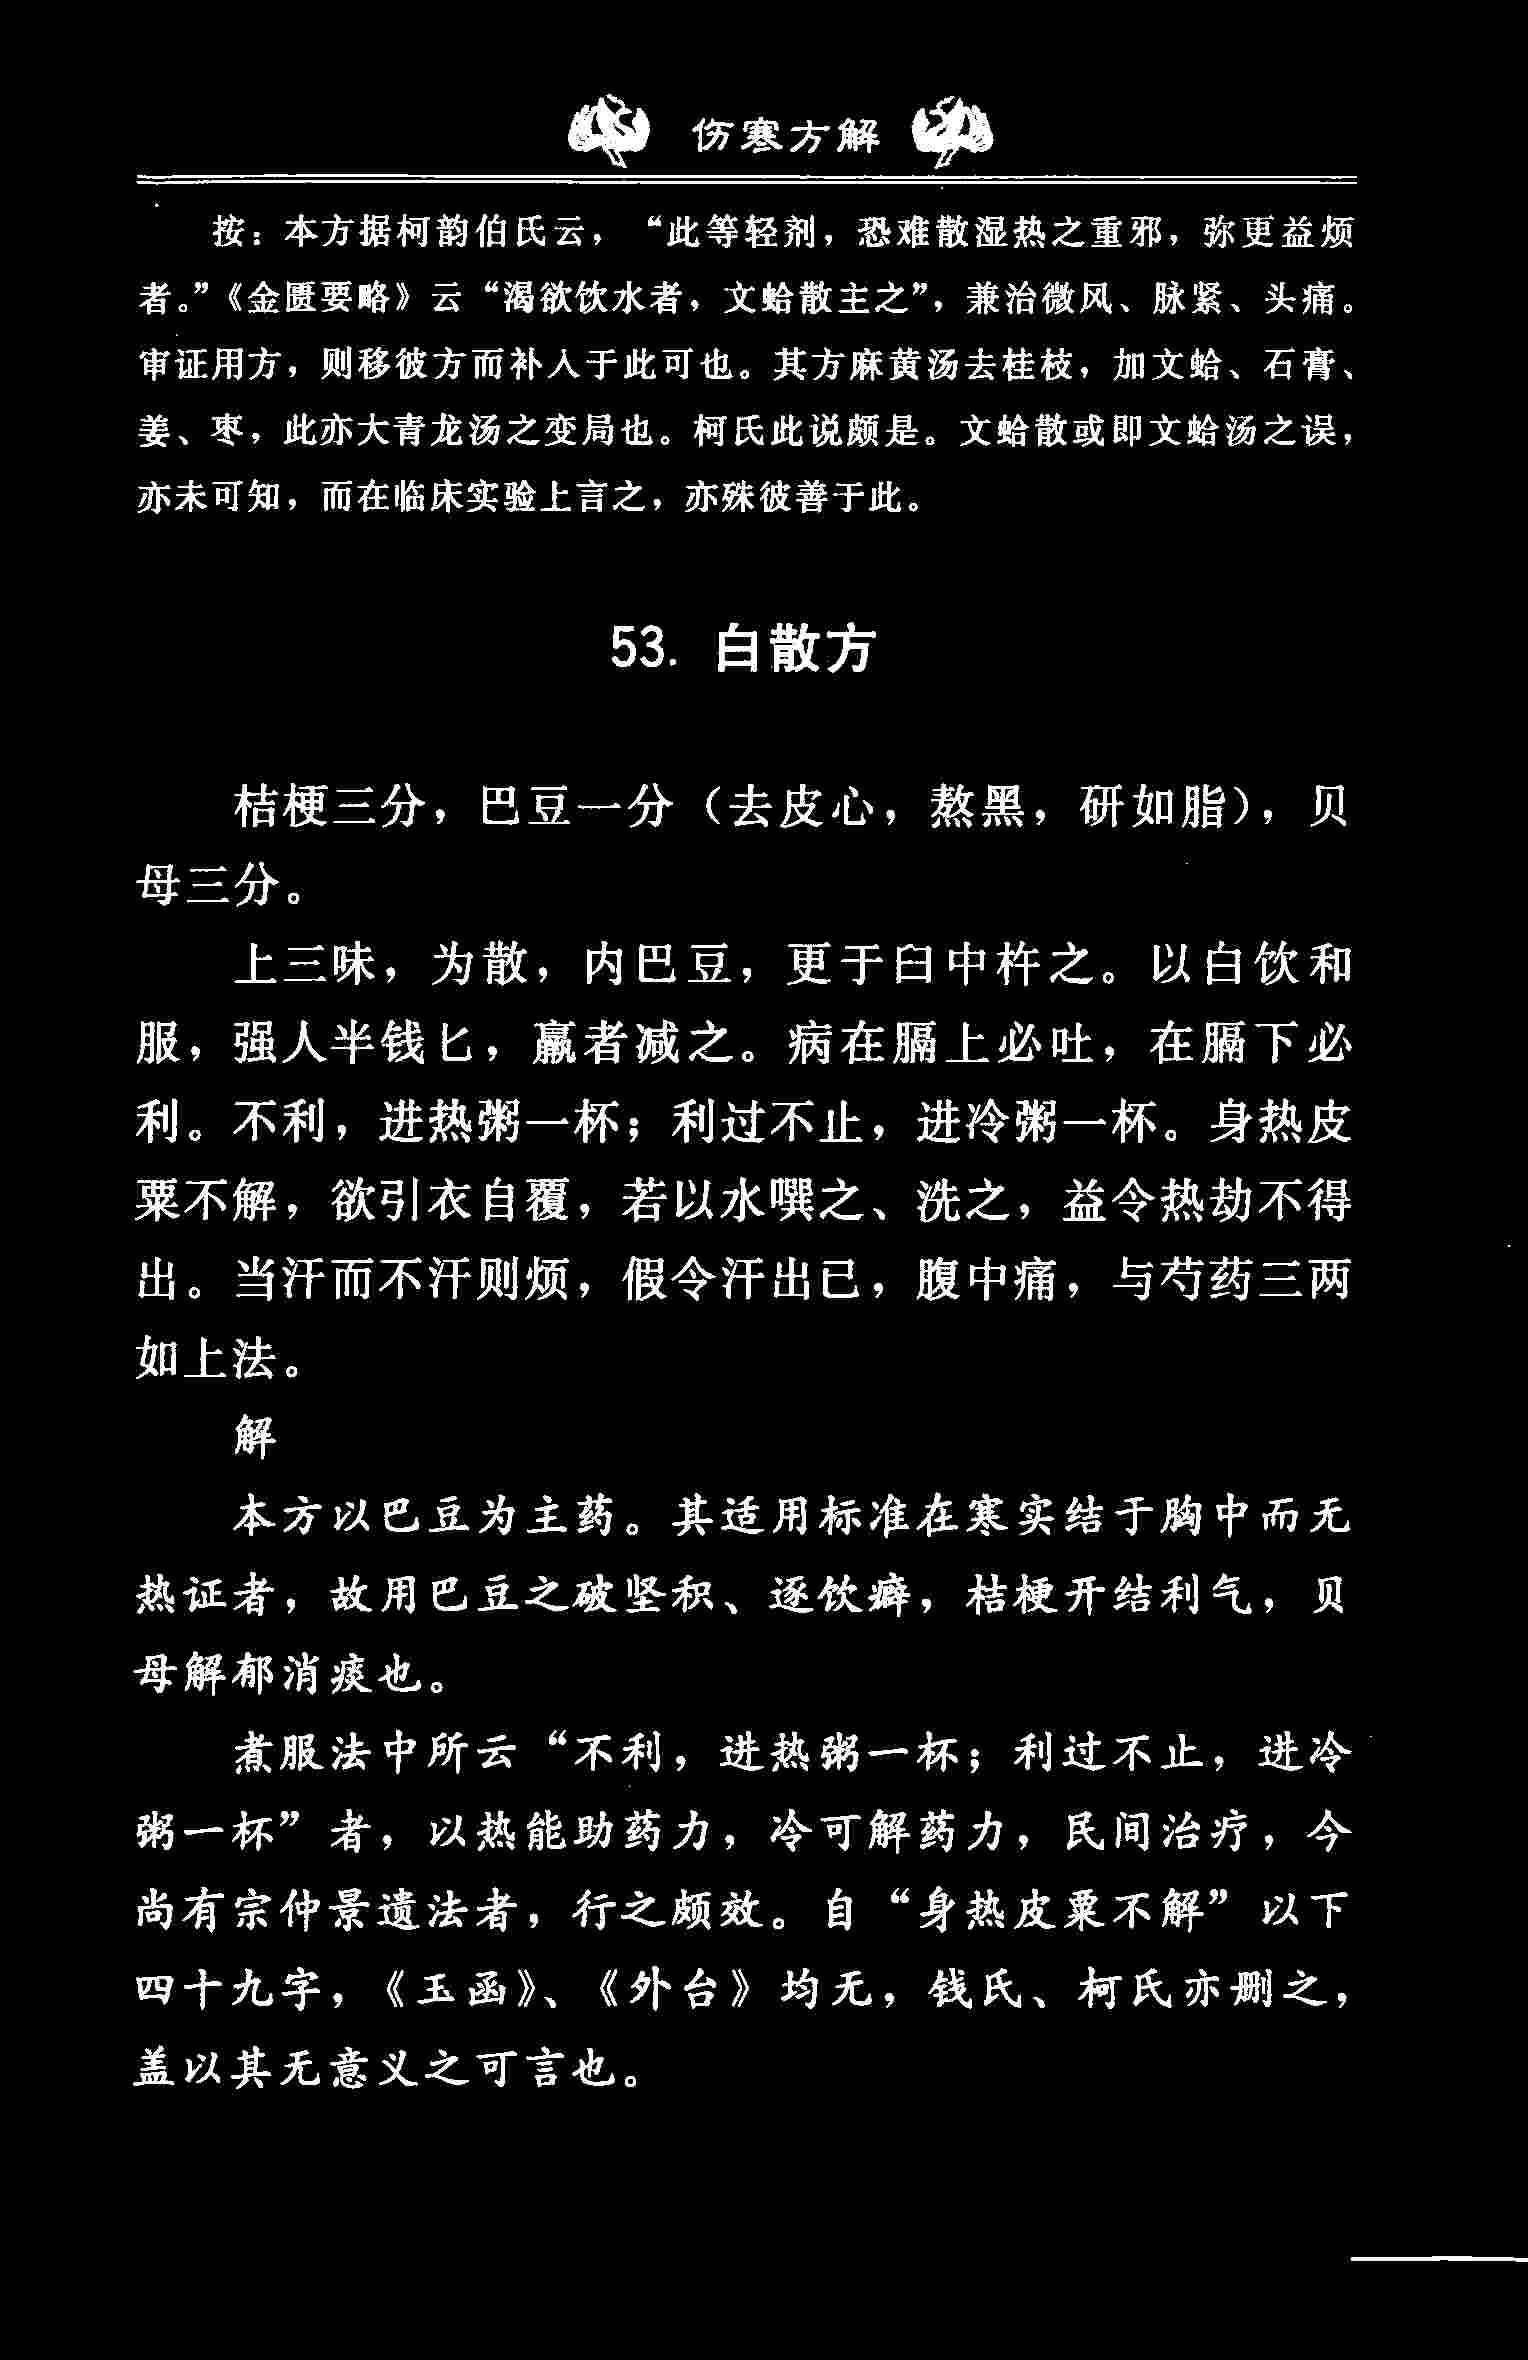 伤寒方解
按：本方据柯韵伯氏云，“此等轻剂，恐难散湿热之重邪，弥更益烦
者。”《金匮要略》云“渴欲饮水者，文蛤散主之”，兼治微风、脉紧、头痛。
审证用方，则移彼方而补入于此可也。其方麻黄汤去桂枝，加文蛤、石膏、
姜、枣，此亦大青龙汤之变局也。柯氏此说颇是。文蛤散或即文蛤汤之误，
亦未可知，而在临床实验上言之，亦殊彼善于此。
53. 白散方
桔梗三分，巴豆一分（去皮心，熬黑，研如脂），贝
母三分。
上三味，为散，内巴豆，更于臼中杵之。以白饮和
服，强人半钱匕，羸者减之。病在膈上必吐，在膈下必
利。不利，进热粥一杯；利过不止，进冷粥一杯。身热皮
粟不解，欲引衣自覆，若以水噀之、洗之，益令热劫不得
出。当汗而不汗则烦，假令汗出已，腹中痛，与芍药三两
如上法。
解
本方以巴豆为主药。其适用标准在寒实结于胸中而无
热证者，故用巴豆之破坚积、逐饮癖，桔梗开结利气，贝
母解郁消痰也。
煮服法中所云“不利，进热粥一杯；利过不止，进冷
粥一杯”者，以热能助药力，冷可解药力，民间治疗，今
尚有宗仲景遗法者，行之颇效。自“身热皮粟不解”以下
四十九字，《玉函》、《外台》均无，钱氏、柯氏亦删之，
盖以其无意义之可言也。